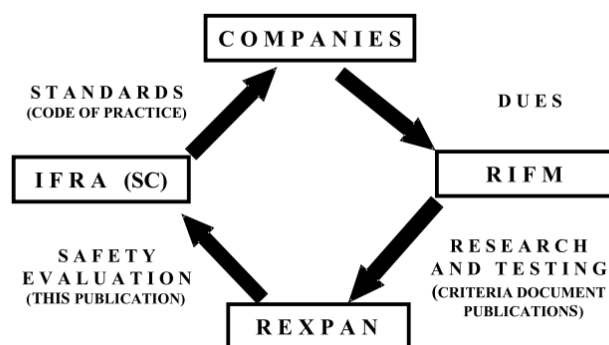 COMPANIES
STANDARDS
(CODE OF PRACTICE)
DUES
IFRA (SC)
RIFM
SAFETY
EVALUATION
(THIS PUBLICATION)
RESEARCH
AND TESTING
(CRITERIA DOCUMENT
PUBLICATIONS)
REXPAN